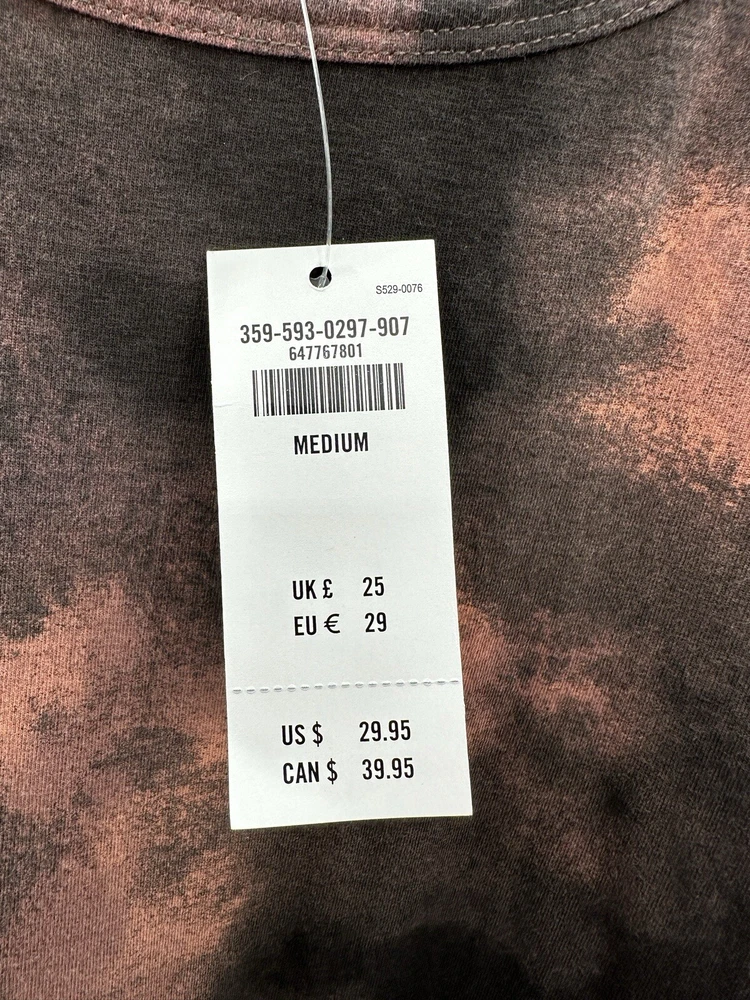 S529-0076
359-593-0297-907
647767801
MEDIUM
UK £ 25
EU € 29
US $ 29.95
CAN $ 39.95